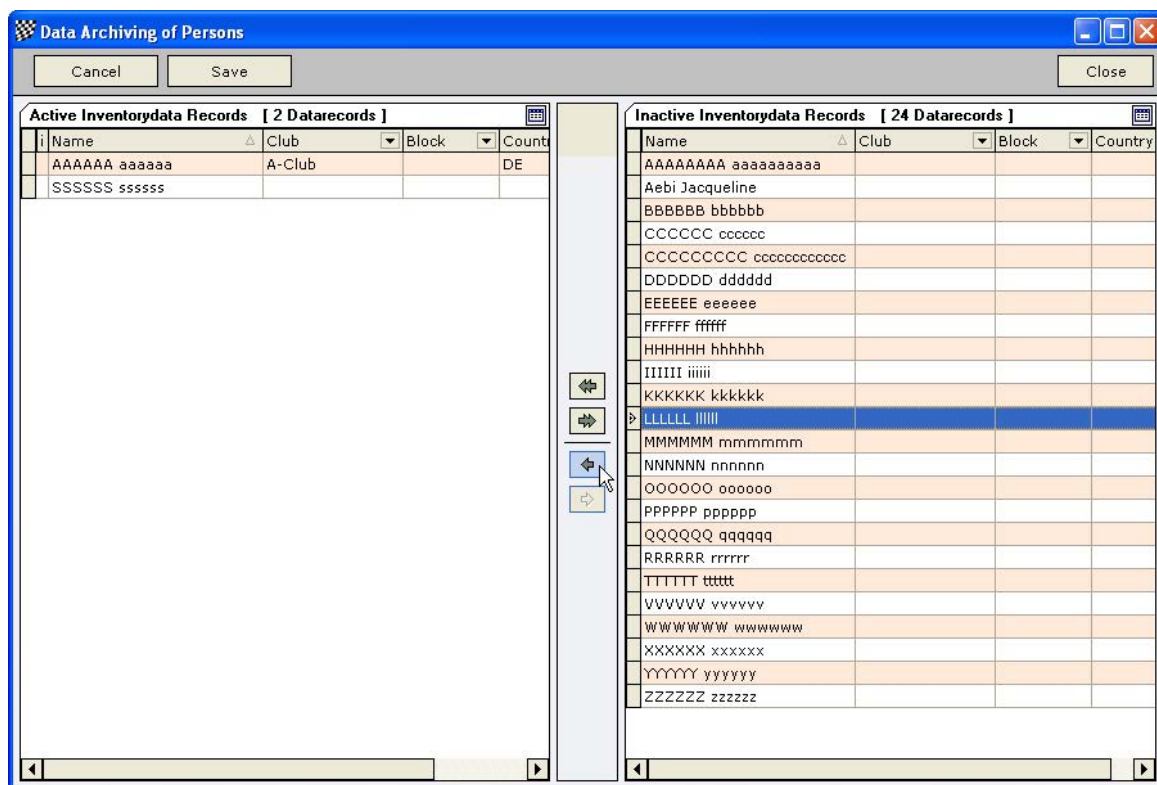 Data Archiving of Persons
Cancel Save Close
Active Inventorydata Records [ 2 Datarecords ]
i Name Club Block Countr
AAAAAA aaaaaa A-Club DE
SSSSSS ssssss
Inactive Inventorydata Records [ 24 Datarecords ]
Name Club Block Country
AAAAAAAA aaaaaaaaaa
Aebi Jacqueline
BBBBBB bbbbbb
CCCCCC cccccc
CCCCCCCCC cccccccccccc
DDDDDD dddddd
EEEEEE eeeeee
FFFFFF ffffff
HHHHHH hhhhhh
IIIIII iiiiii
KKKKKK kkkkkk
LLLLLL llllll
MMMMMM mmmmmm
NNNNNN nnnnnn
OOOOOO oooooo
PPPPPP pppppp
QQQQQQ qqqqqq
RRRRRR rrrrrr
TTTTTT tttttt
VVVVVV vvvvvv
WWWWWW wwwwww
XXXXXX xxxxxx
YYYYYY yyyyyy
ZZZZZZ zzzzzz